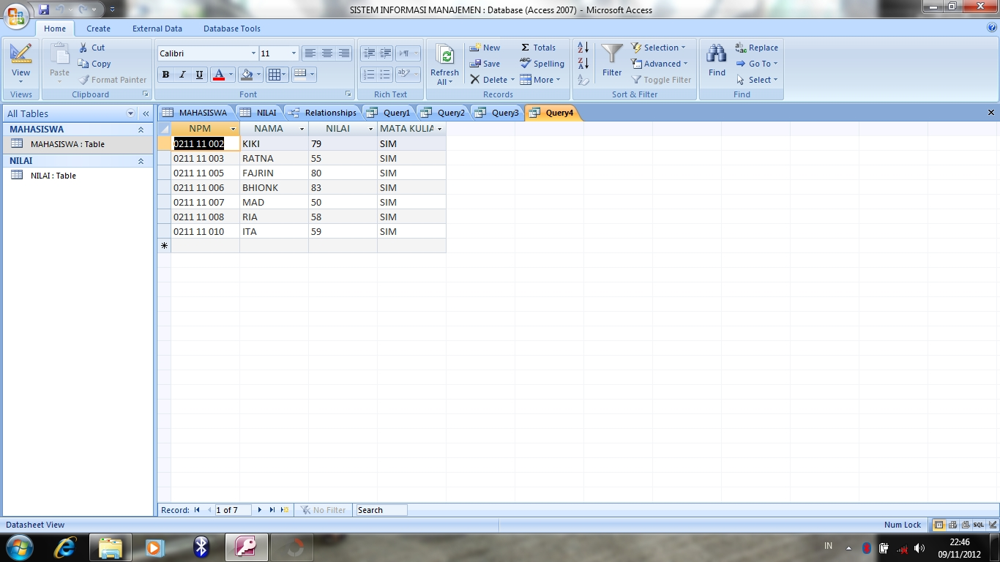 SISTEM INFORMASI MANAJEMEN : Database (Access 2007) - Microsoft Access
Home Create External Data Database Tools
View
Views
Paste
Cut
Copy
Format Painter
Clipboard
Calibri 11
B I U A
Font
Rich Text
Refresh All
New Totals
Save Spelling
Delete More
Records
Filter
Selection
Advanced
Toggle Filter
Sort & Filter
Find
Replace
Go To
Select
Find
All Tables
MAHASISWA
MAHASISWA : Table
NILAI
NILAI : Table
MAHASISWA NILAI Relationships Query1 Query2 Query3 Query4
NPM NAMA NILAI MATA KULIA
0211 11 002 KIKI 79 SIM
0211 11 003 RATNA 55 SIM
0211 11 005 FAJRIN 80 SIM
0211 11 006 BHIONK 83 SIM
0211 11 007 MAD 50 SIM
0211 11 008 RIA 58 SIM
0211 11 010 ITA 59 SIM
Record: 1 of 7 No Filter Search
Datasheet View Num Lock SQL
IN 22:46
09/11/2012